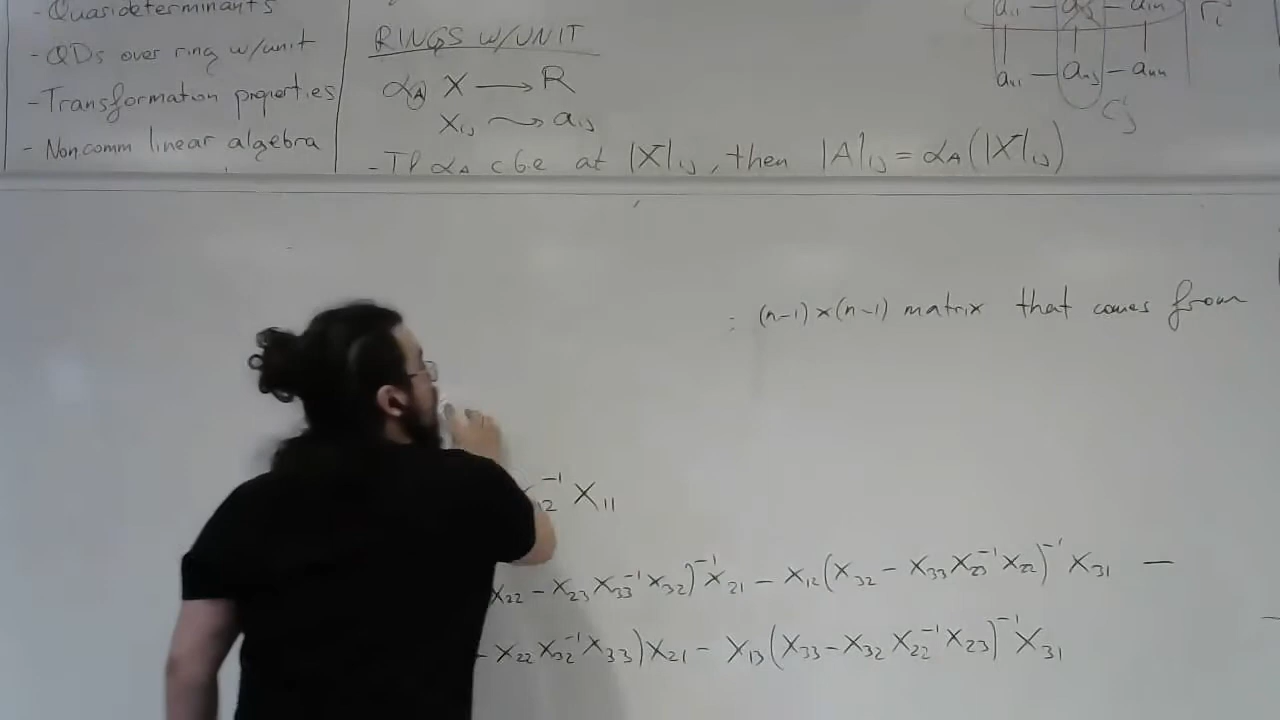 - Quasideterminants
- QDs over ring w/unit
- Transformation properties
- Noncomm linear algebra
RINGS W/UNIT
α_A X ⟶ R
X_ij ⇝ a_ij
- If α_A c be at |X|_ij, then |A|_ij = α_A(|X|_ij)
a_11 — a_1j — a_1n r_i^j
a_n1 — a_nj — a_nn
c_j^i
: (n-1)×(n-1) matrix that comes from
12^-1 X_11
X_22 - X_23 X_33^-1 X_32)^-1 X_21 - X_12(X_32 - X_33 X_23^-1 X_22)^-1 X_31 —
- X_22 X_32^-1 X_33) X_21 - X_13(X_33 - X_32 X_22^-1 X_23)^-1 X_31